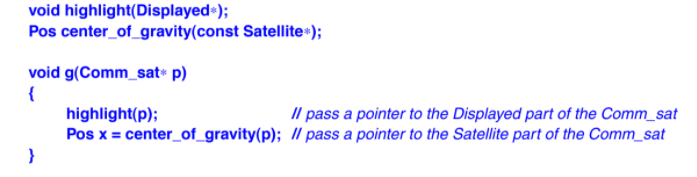 void highlight(Displayed*);
Pos center_of_gravity(const Satellite*);
void g(Comm_sat* p)
{
highlight(p); // pass a pointer to the Displayed part of the Comm_sat
Pos x = center_of_gravity(p); // pass a pointer to the Satellite part of the Comm_sat
}